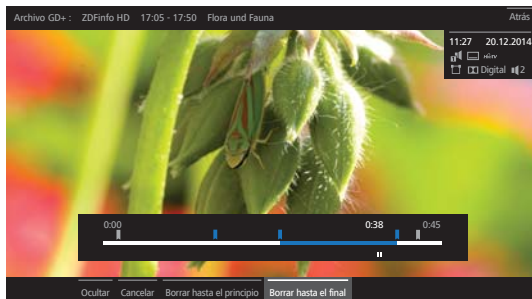 Archivo GD+ : ZDFinfo HD 17:05 - 17:50 Flora und Fauna Atrás
11:27 20.12.2014
HbbTV
Digital 2
0:00 0:38 0:45
Ocultar Cancelar Borrar hasta el principio Borrar hasta el final